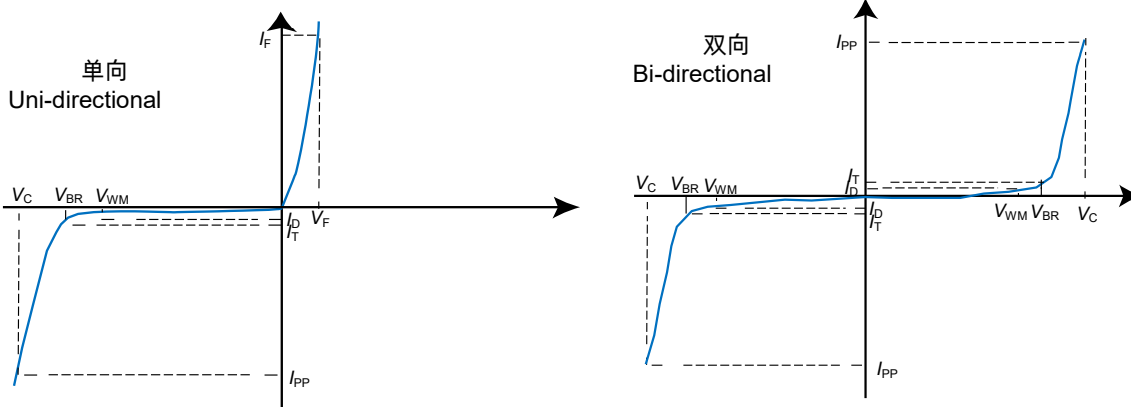 单向
Uni-directional
IF
VC
VBR
VWM
ID
IT
VF
IPP
双向
Bi-directional
IPP
VC
VBR
VWM
IT
ID
ID
IT
VWM
VBR
VC
IPP